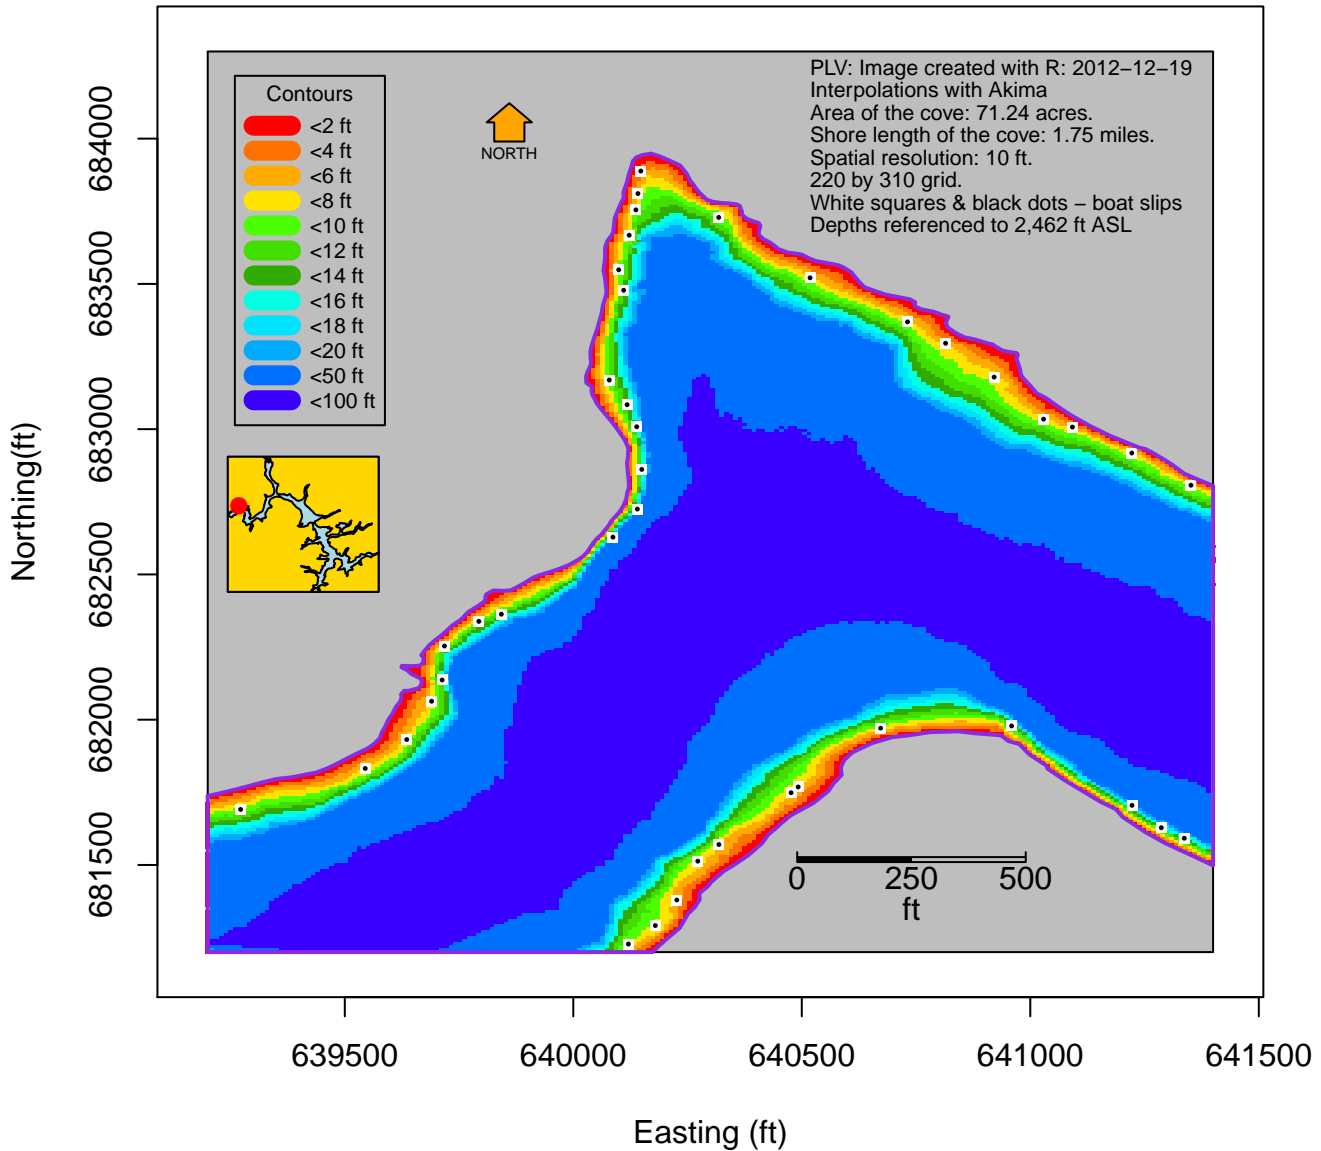 PLV: Image created with R: 2012−12−19
Interpolations with Akima
Area of the cove: 71.24 acres.
Shore length of the cove: 1.75 miles.
Spatial resolution: 10 ft.
220 by 310 grid.
White squares & black dots − boat slips
Depths referenced to 2,462 ft ASL
Contours
<2 ft
<4 ft
<6 ft
<8 ft
<10 ft
<12 ft
<14 ft
<16 ft
<18 ft
<20 ft
<50 ft
<100 ft
NORTH
Northing(ft)
684000
683500
683000
682500
682000
681500
0 250 500
ft
639500 640000 640500 641000 641500
Easting (ft)